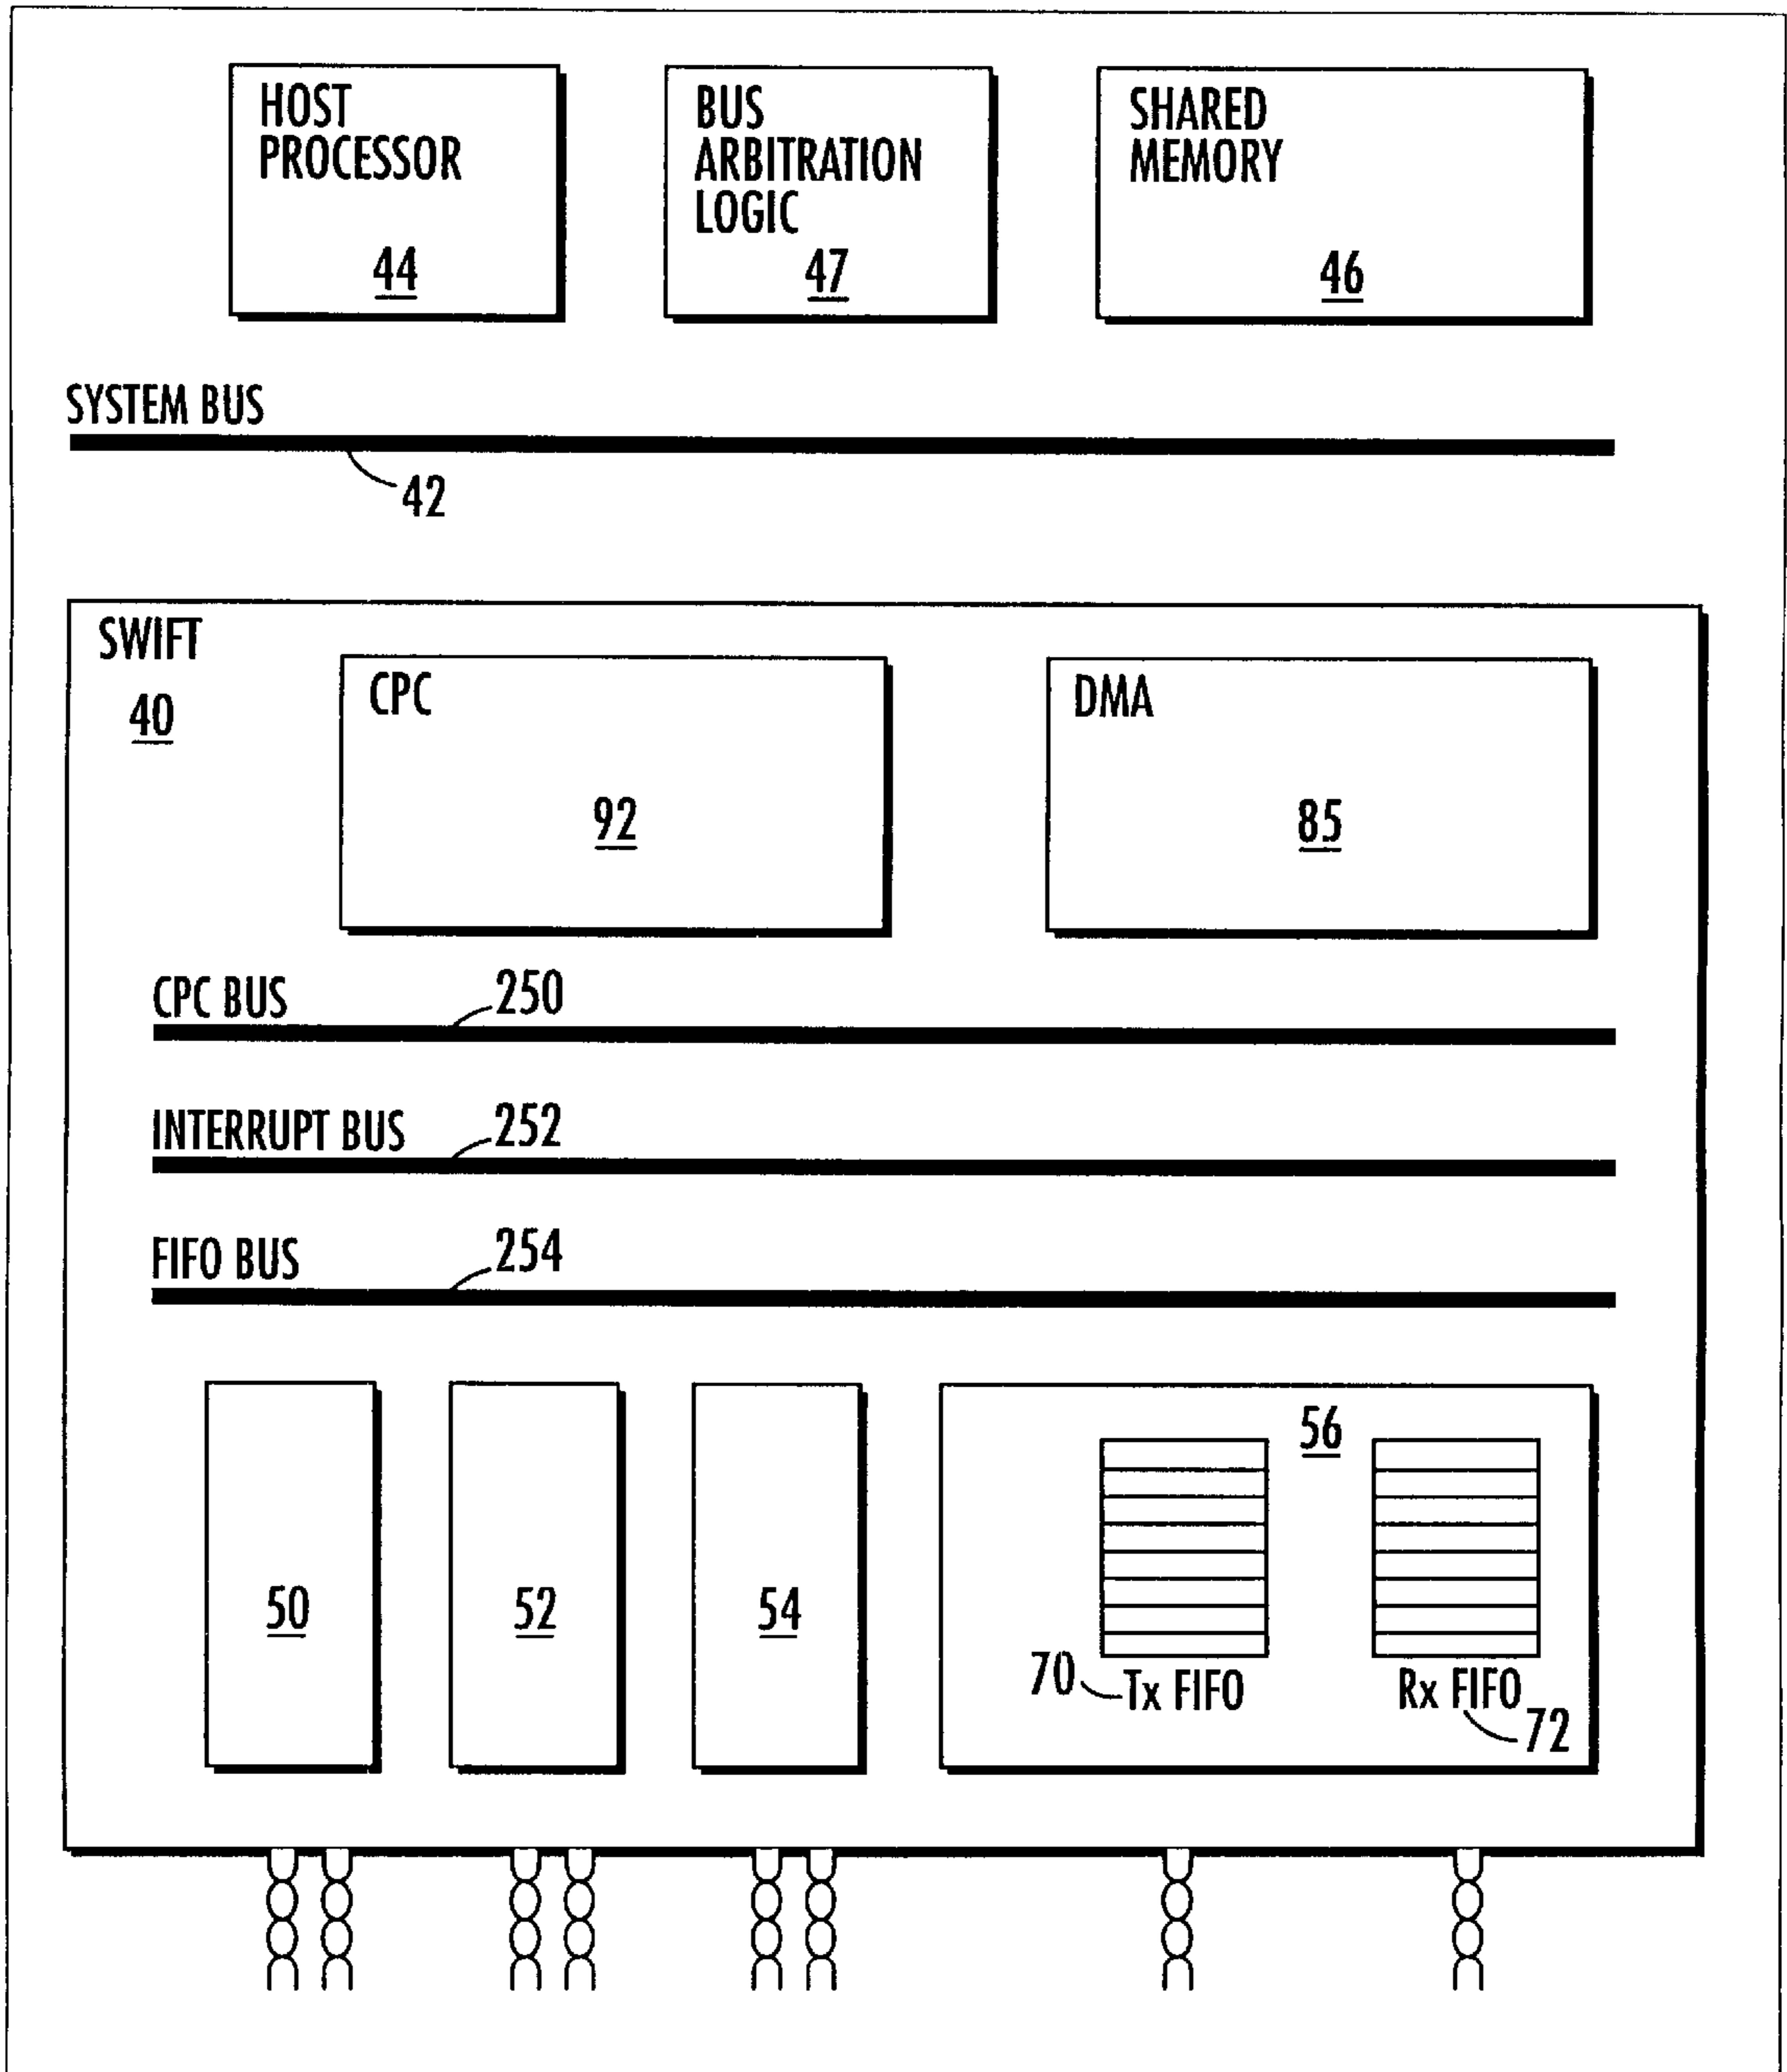 HOST
PROCESSOR
44
BUS
ARBITRATION
LOGIC
47
SHARED
MEMORY
46
SYSTEM BUS
42
SWIFT
40
CPC
92
DMA
85
CPC BUS
250
INTERRUPT BUS
252
FIFO BUS
254
50
52
54
56
70
Tx FIFO
Rx FIFO
72